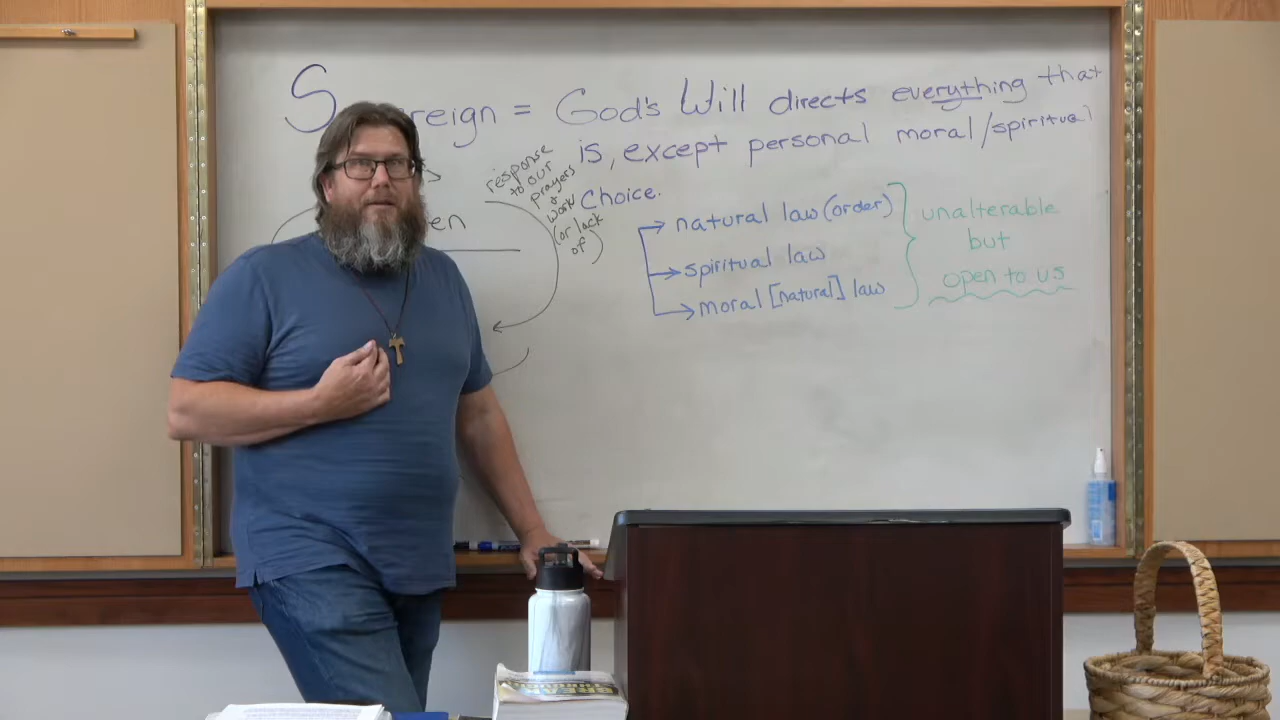 S reign = God's Will directs everything that
is, except personal moral/spiritual
choice.
response
to our
prayers
+
work
(or lack
of)
en
natural law (order)
spiritual law
moral [natural] law
unalterable
but
open to us